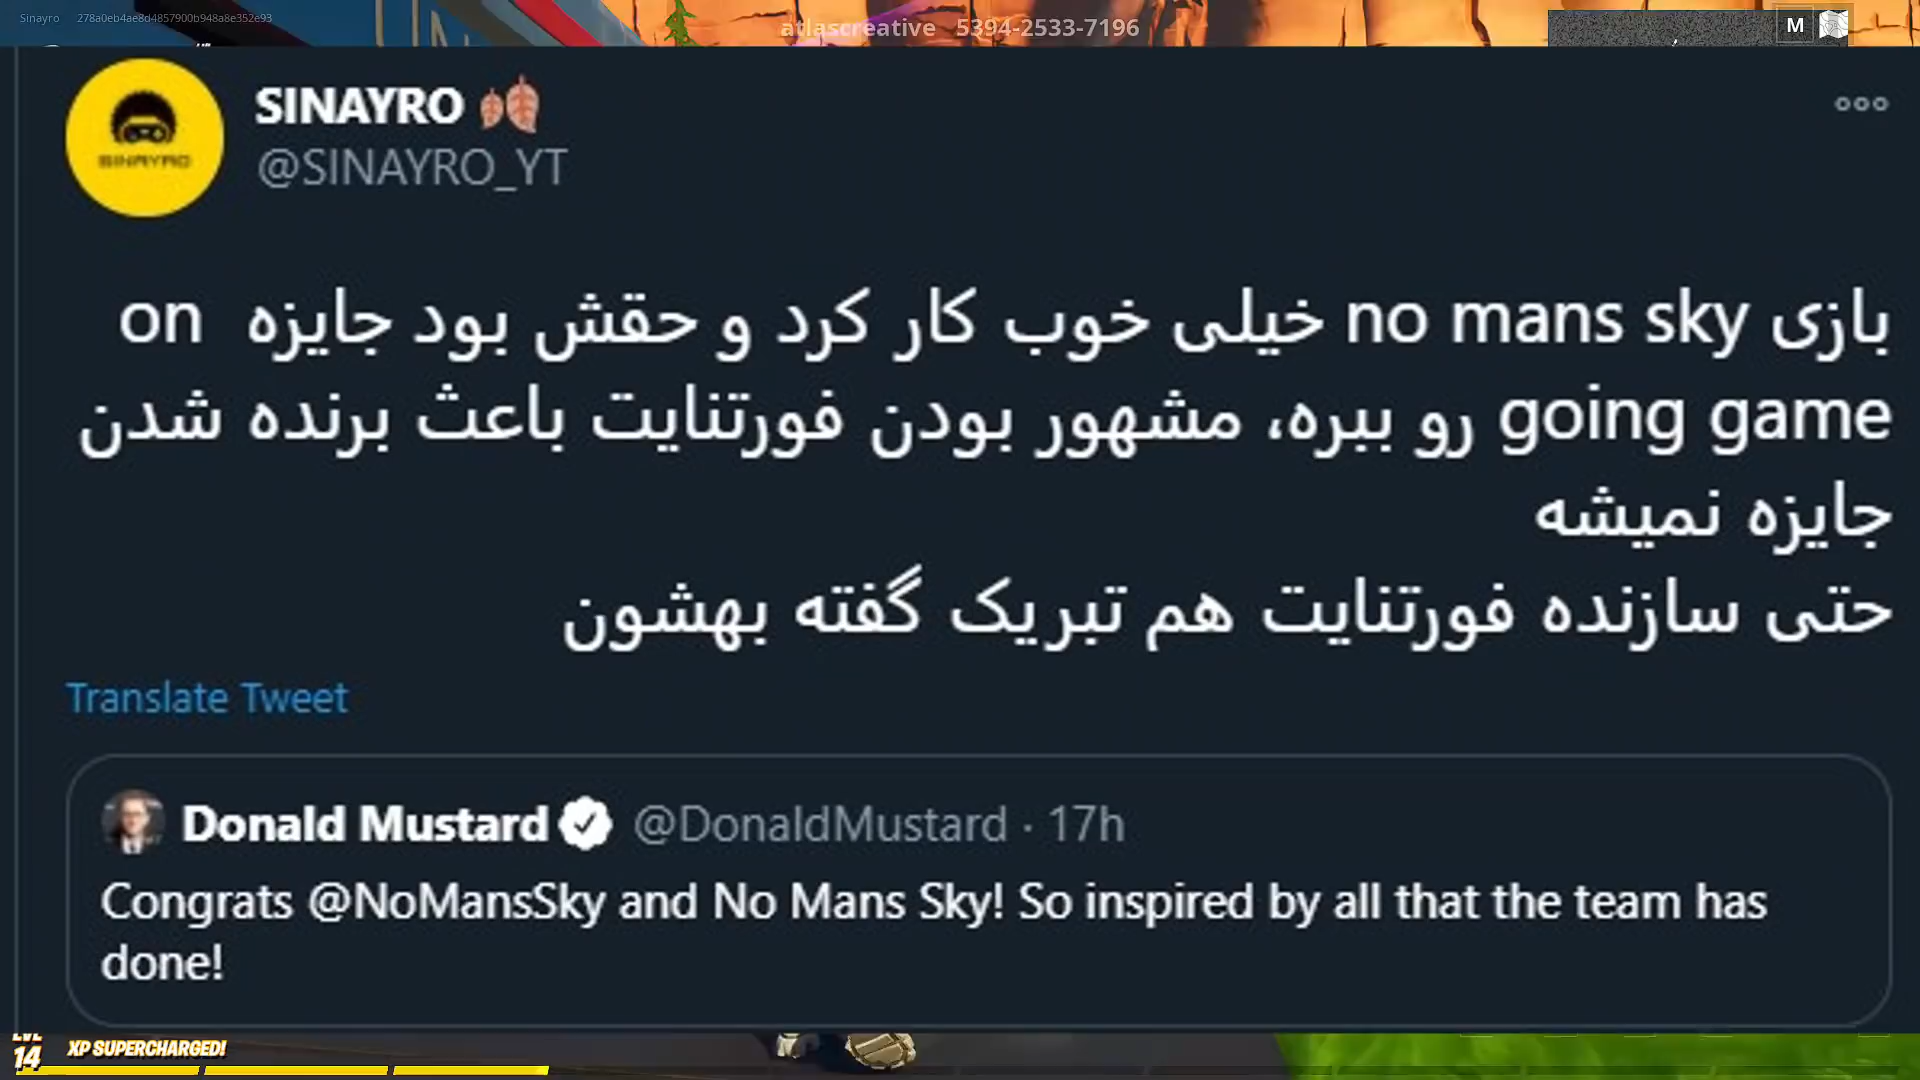 Sinayro 278a0eb4ae8d4857900b948a8e352e93
atlascreative 5394-2533-7196
M
SINAYRO
SINAYRO
@SINAYRO_YT
بازی no mans sky خیلی خوب کار کرد و حقش بود جایزه on
going game رو ببره، مشهور بودن فورتنایت باعث برنده شدن
جایزه نمیشه
حتی سازنده فورتنایت هم تبریک گفته بهشون
Translate Tweet
Donald Mustard @DonaldMustard · 17h
Congrats @NoMansSky and No Mans Sky! So inspired by all that the team has
done!
LVL
14 XP SUPERCHARGED!